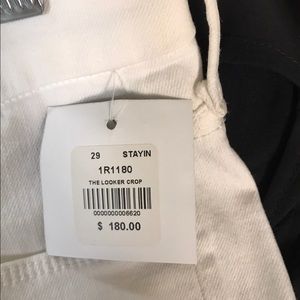 29 STAYIN
1R1180
THE LOOKER CROP
0000000006620
$ 180.00